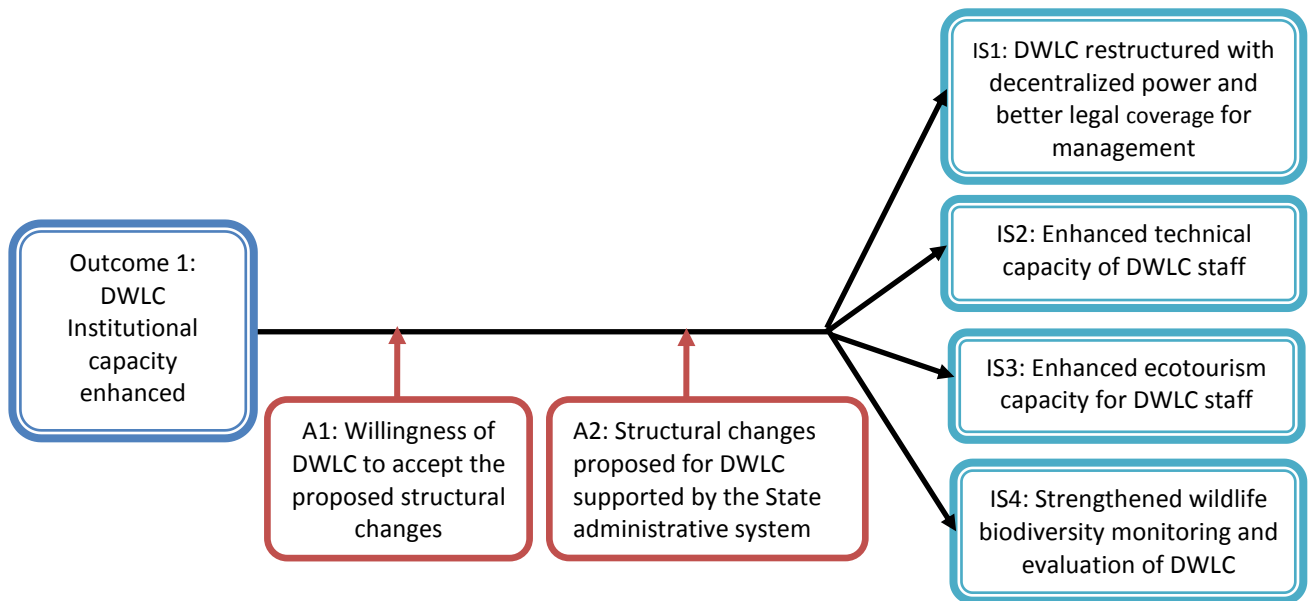 Outcome 1:
DWLC
Institutional
capacity
enhanced
A1: Willingness of
DWLC to accept the
proposed structural
changes
A2: Structural changes
proposed for DWLC
supported by the State
administrative system
IS1: DWLC restructured with
decentralized power and
better legal coverage for
management
IS2: Enhanced technical
capacity of DWLC staff
IS3: Enhanced ecotourism
capacity for DWLC staff
IS4: Strengthened wildlife
biodiversity monitoring and
evaluation of DWLC